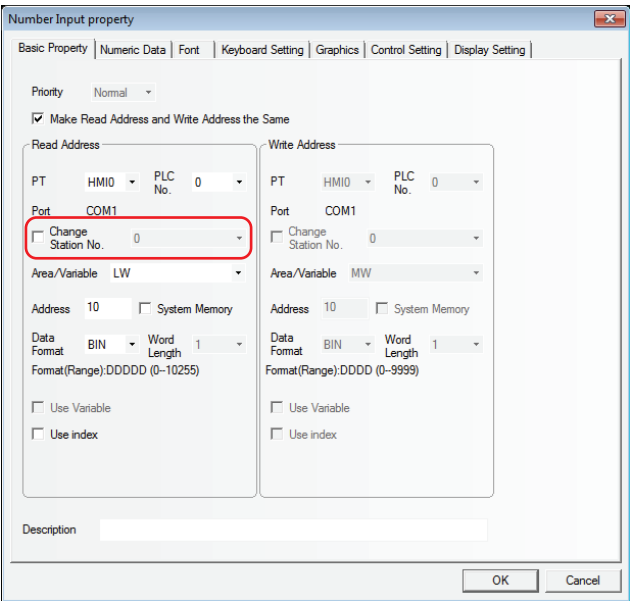 Number Input property
Basic Property Numeric Data Font Keyboard Setting Graphics Control Setting Display Setting
Priority Normal
Make Read Address and Write Address the Same
Read Address
PT HMI0 PLC No. 0
Port COM1
Change Station No. 0
Area/Variable LW
Address 10 System Memory
Data Format BIN Word Length 1
Format(Range):DDDDD (0--10255)
Use Variable
Use index
Write Address
PT HMI0 PLC No. 0
Port COM1
Change Station No. 0
Area/Variable MW
Address 10 System Memory
Data Format BIN Word Length 1
Format(Range):DDDD (0--9999)
Use Variable
Use index
Description
OK Cancel